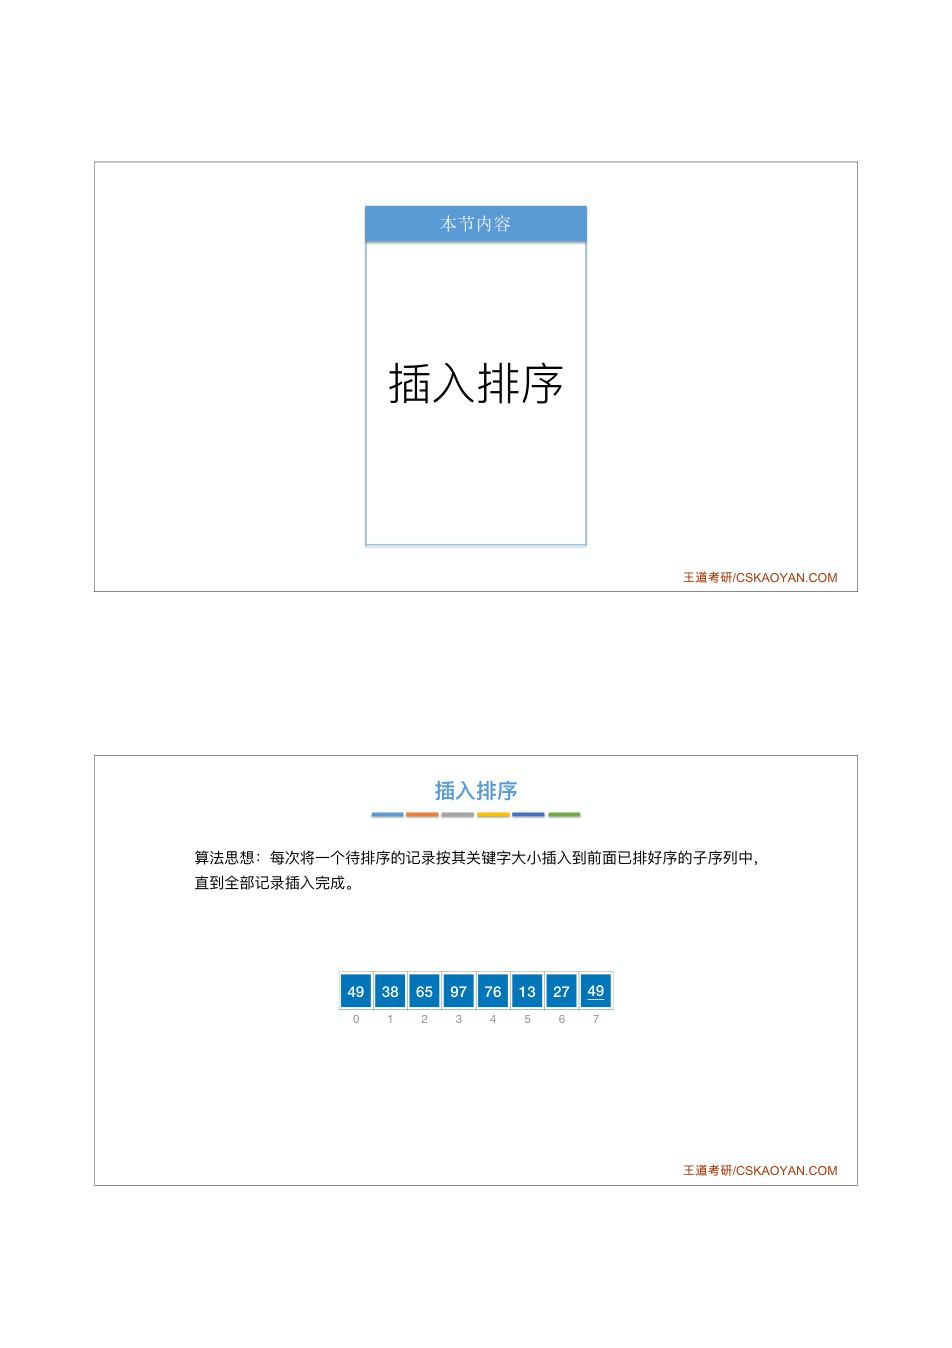 本节内容
插入排序
王道考研/CSKAOYAN.COM
插入排序
算法思想：每次将一个待排序的记录按其关键字大小插入到前面已排好序的子序列中，
直到全部记录插入完成。
49 38 65 97 76 13 27 49
0 1 2 3 4 5 6 7
王道考研/CSKAOYAN.COM